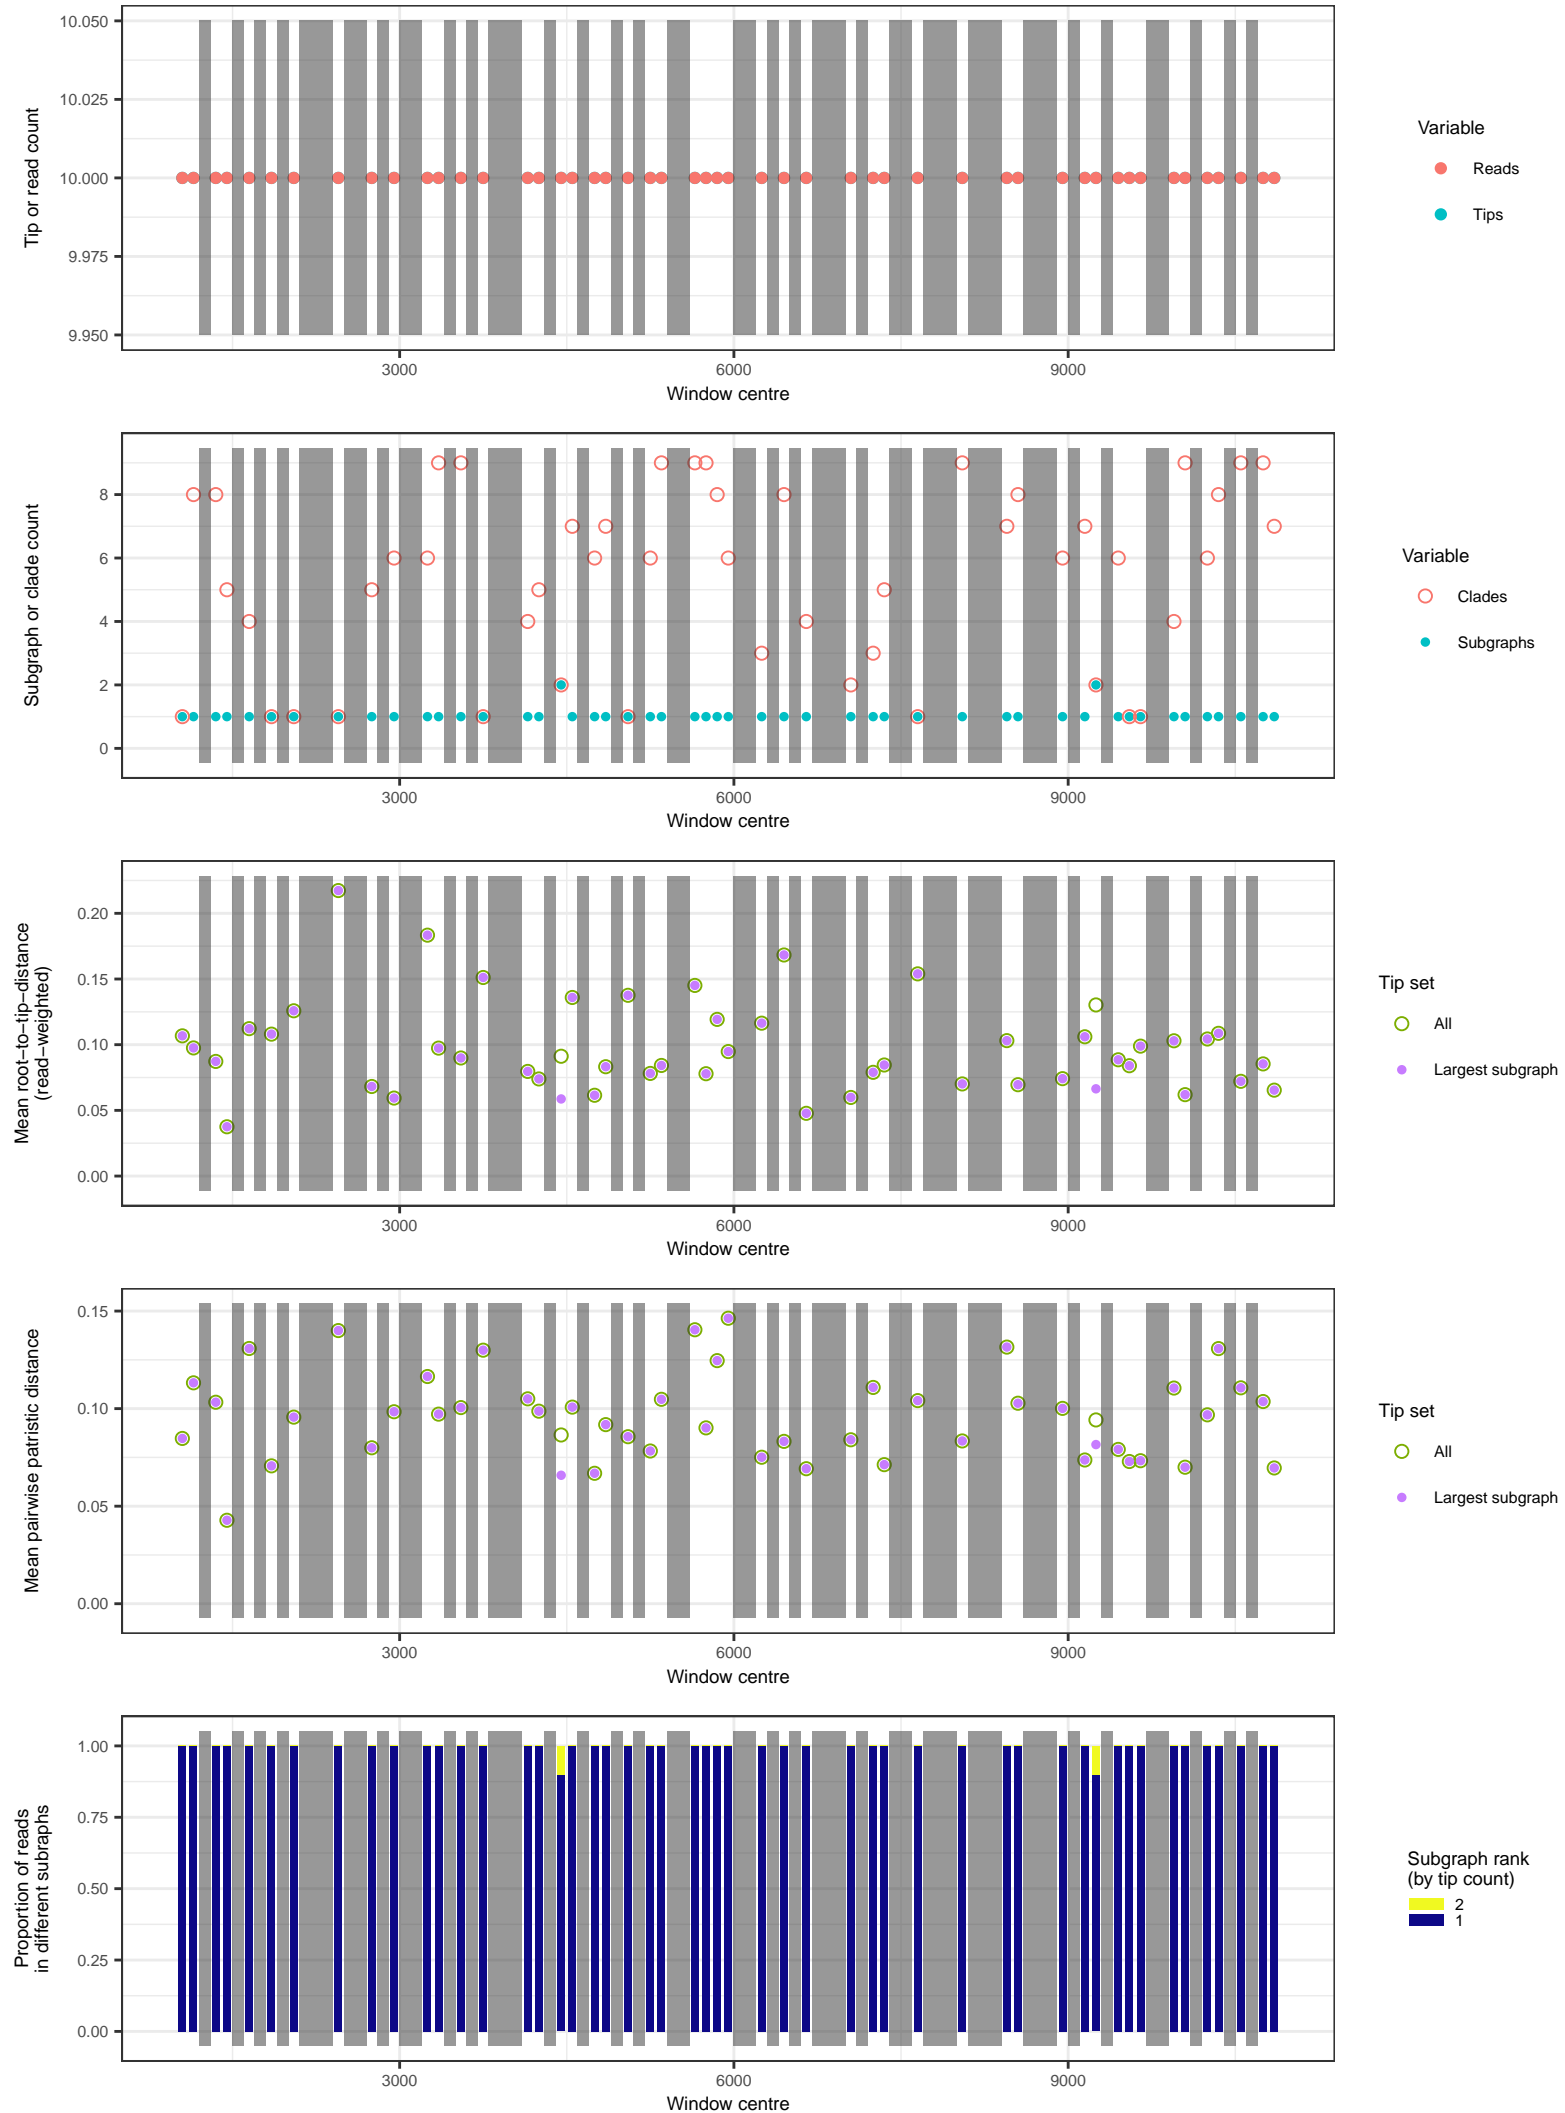 10.050
10.025
10.000
9.975
9.950
Tip or read count
3000
6000
9000
Window centre
Variable
Reads
Tips
8
6
4
2
0
Subgraph or clade count
3000
6000
9000
Window centre
Variable
Clades
Subgraphs
0.20
0.15
0.10
0.05
0.00
Mean root−to−tip−distance
(read−weighted)
3000
6000
9000
Window centre
Tip set
All
Largest subgraph
0.15
0.10
0.05
0.00
Mean pairwise patristic distance
3000
6000
9000
Window centre
Tip set
All
Largest subgraph
1.00
0.75
0.50
0.25
0.00
Proportion of reads
in different subraphs
3000
6000
9000
Window centre
Subgraph rank
(by tip count)
2
1